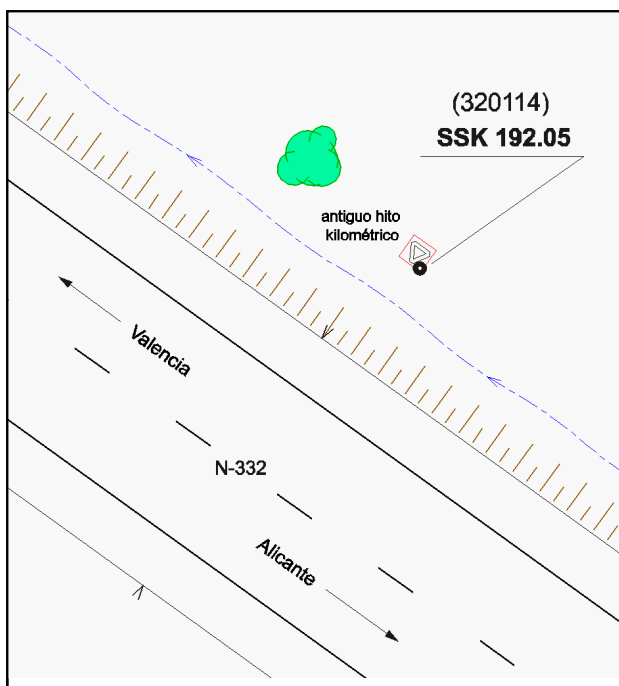 (320114)
SSK 192.05
antiguo hito
kilométrico
Valencia
N-332
Alicante